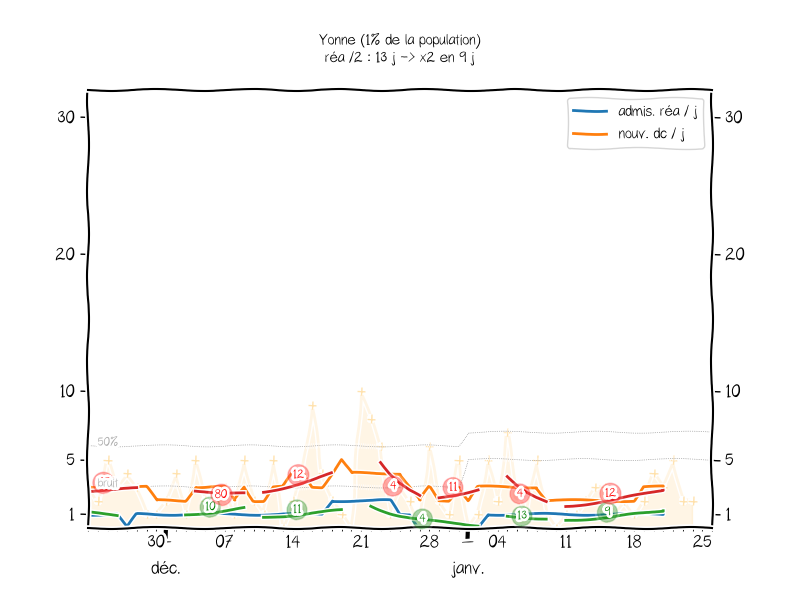 Yonne (1% de la population)
réa /2 : 13 j -> x2 en 9 j
admis. réa / j
nouv. dc / j
30 30
20 20
10 10
50%
5 5
12 4 11 4 12
80
10 11 4 13 9
1 1
30 07 14 21 28 04 11 18 25
déc. janv.